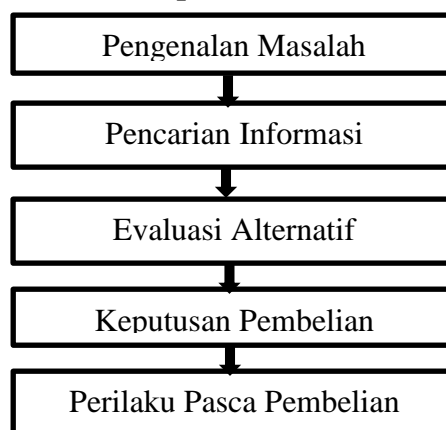 Pengenalan Masalah
Pencarian Informasi
Evaluasi Alternatif
Keputusan Pembelian
Perilaku Pasca Pembelian